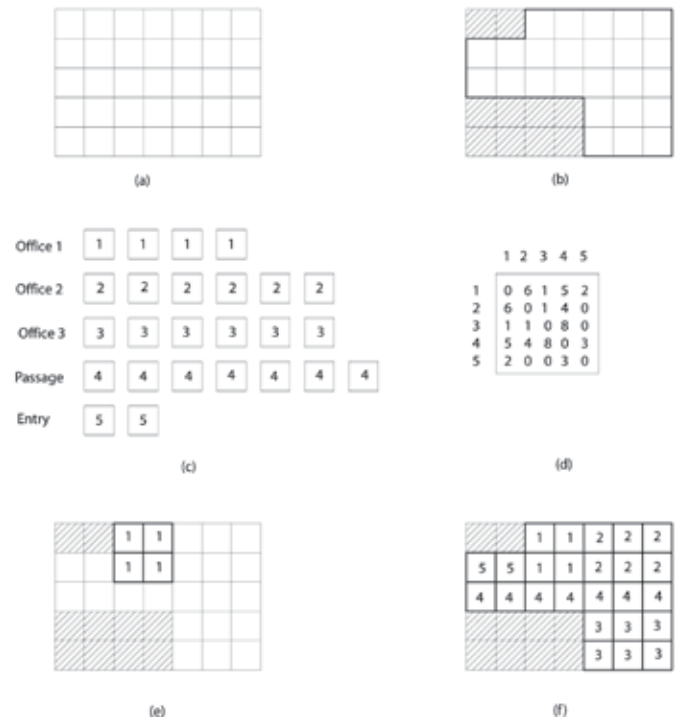 (a)
(b)
Office 1 1 1 1 1
Office 2 2 2 2 2 2 2
Office 3 3 3 3 3 3 3
Passage 4 4 4 4 4 4 4
Entry 5 5
(c)
1 2 3 4 5
1 0 6 1 5 2
2 6 0 1 4 0
3 1 1 0 8 0
4 5 4 8 0 3
5 2 0 0 3 0
(d)
1 1
1 1
(e)
1 1 2 2 2
5 5 1 1 2 2 2
4 4 4 4 4 4 4
3 3 3
3 3 3
(f)